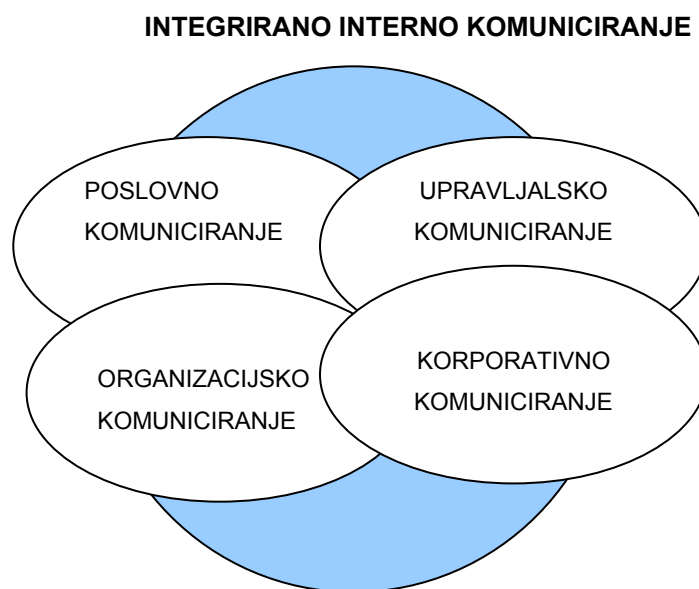 INTEGRIRANO INTERNO KOMUNICIRANJE
POSLOVNO
KOMUNICIRANJE
UPRAVLJALSKO
KOMUNICIRANJE
ORGANIZACIJSKO
KOMUNICIRANJE
KORPORATIVNO
KOMUNICIRANJE